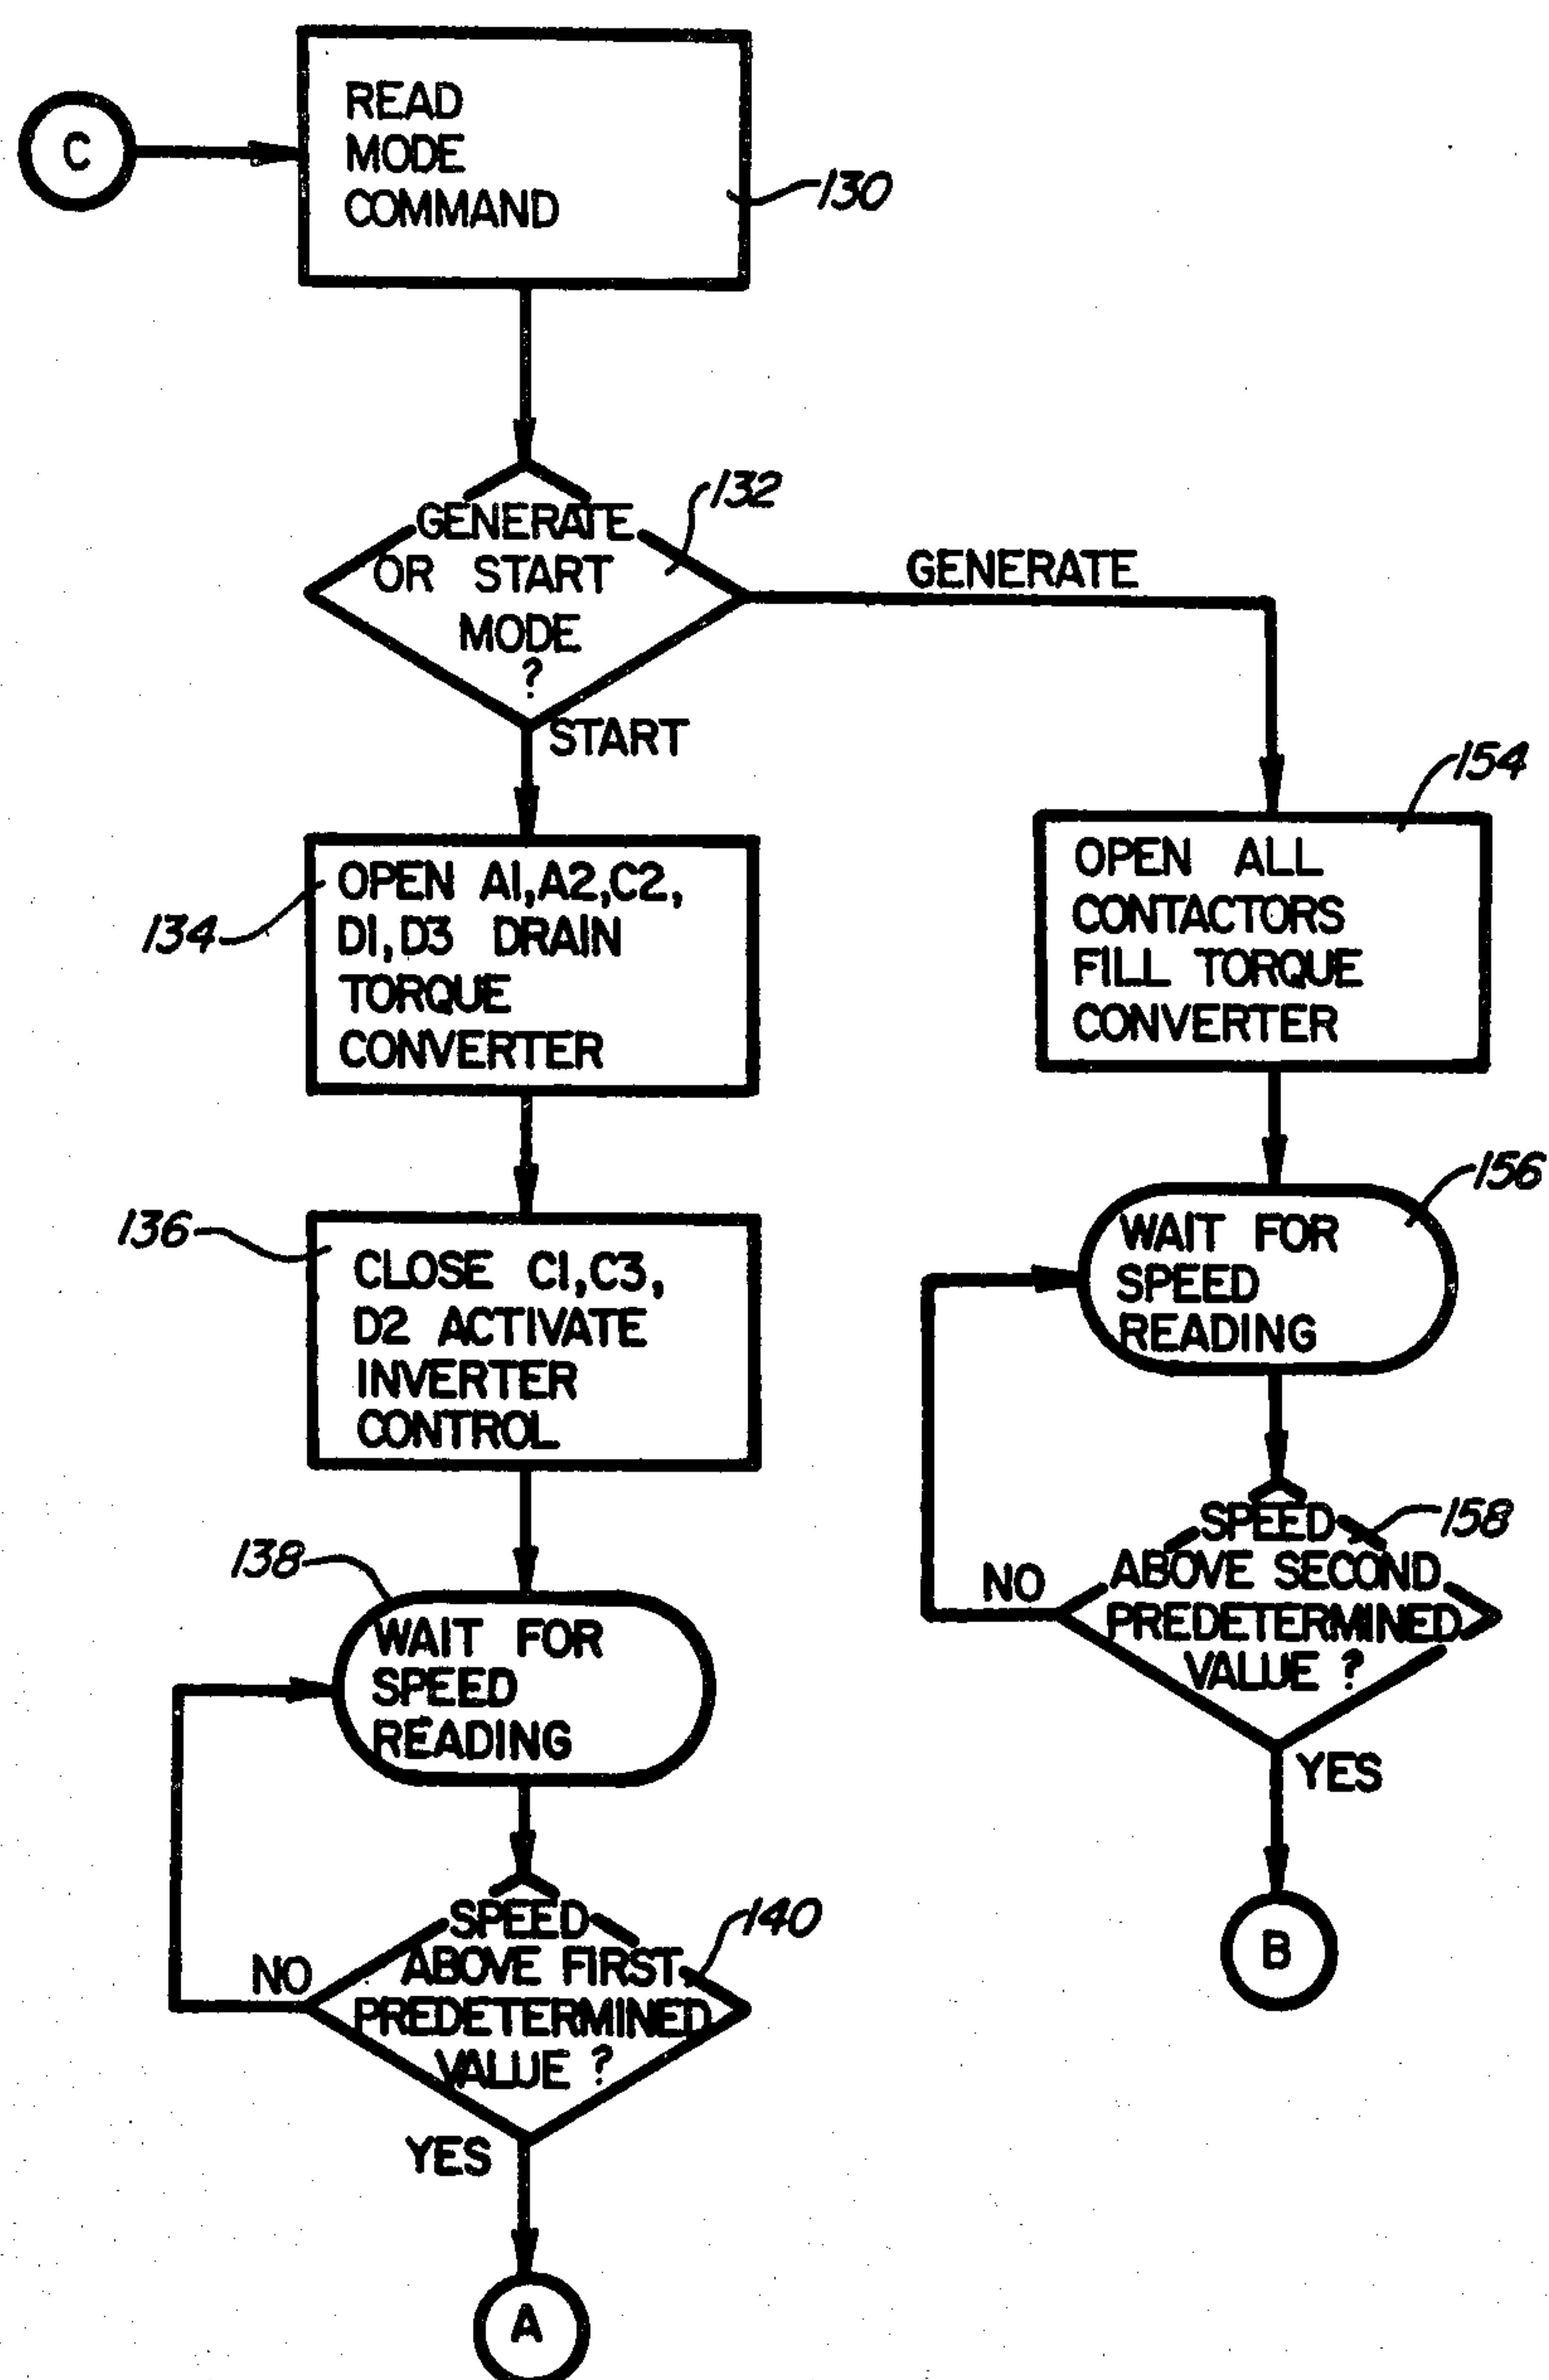 C
READ
MODE
COMMAND
130
GENERATE
OR START
MODE
?
132
GENERATE
START
OPEN A1,A2,C2,
D1,D3 DRAIN
TORQUE
CONVERTER
134
CLOSE C1,C3,
D2 ACTIVATE
INVERTER
CONTROL
136
WAIT FOR
SPEED
READING
138
SPEED
ABOVE FIRST
PREDETERMINED
VALUE ?
140
NO
YES
A
OPEN ALL
CONTACTORS
FILL TORQUE
CONVERTER
154
WAIT FOR
SPEED
READING
156
SPEED
ABOVE SECOND
PREDETERMINED
VALUE ?
158
NO
YES
B